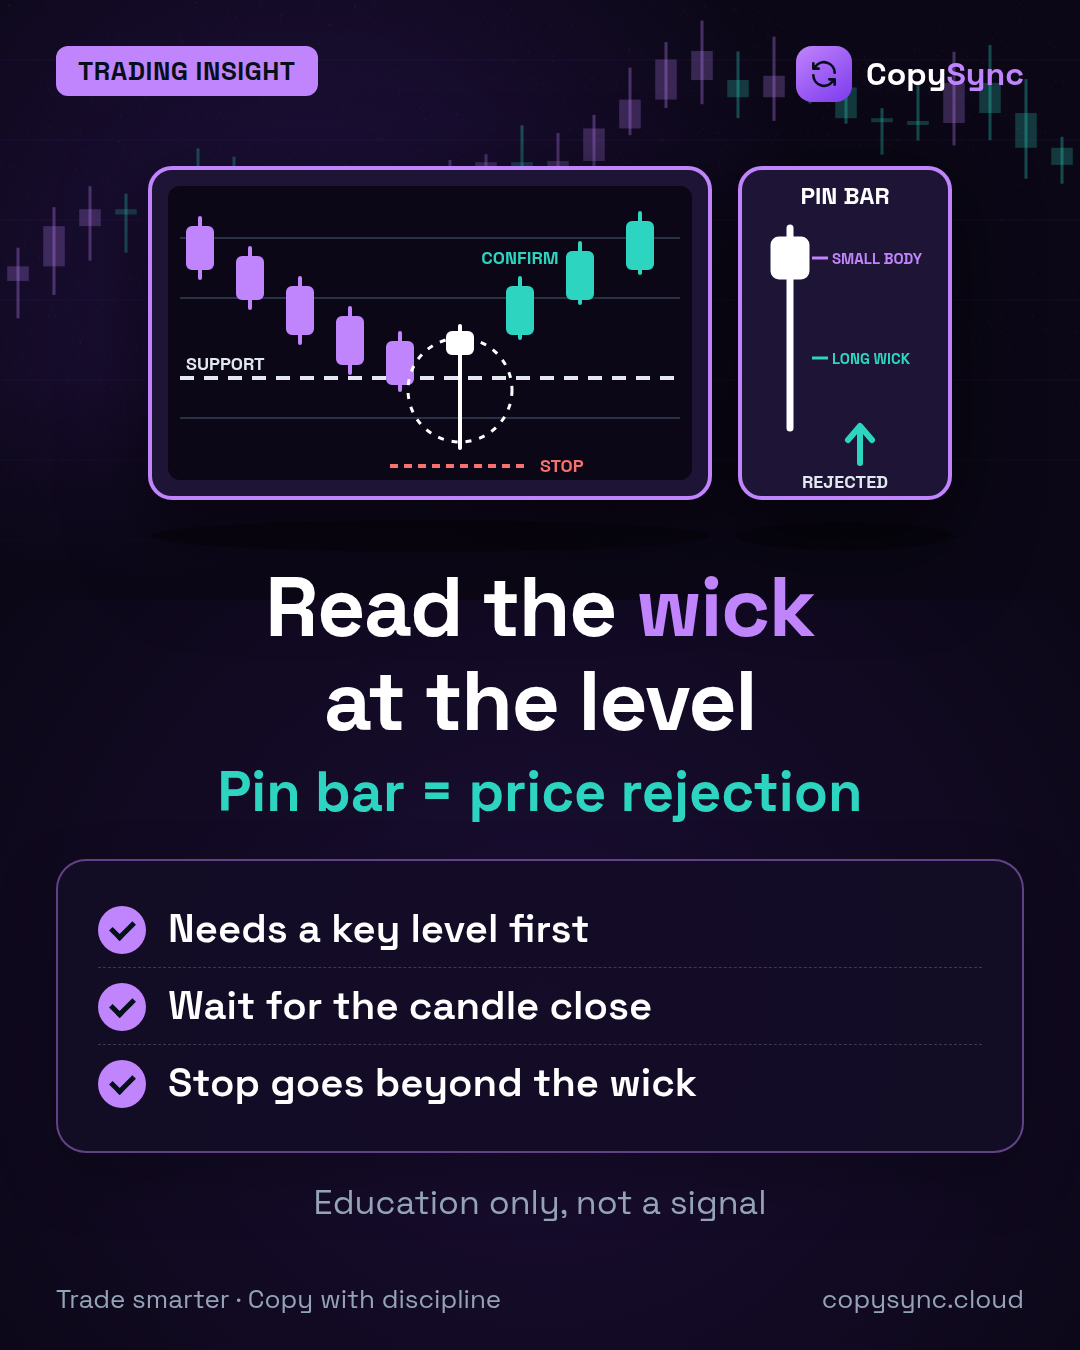 TRADING INSIGHT
CopySync
PIN BAR
CONFIRM
SMALL BODY
SUPPORT
LONG WICK
STOP
REJECTED
Read the wick
at the level
Pin bar = price rejection
Needs a key level first
Wait for the candle close
Stop goes beyond the wick
Education only, not a signal
Trade smarter · Copy with discipline
copysync.cloud